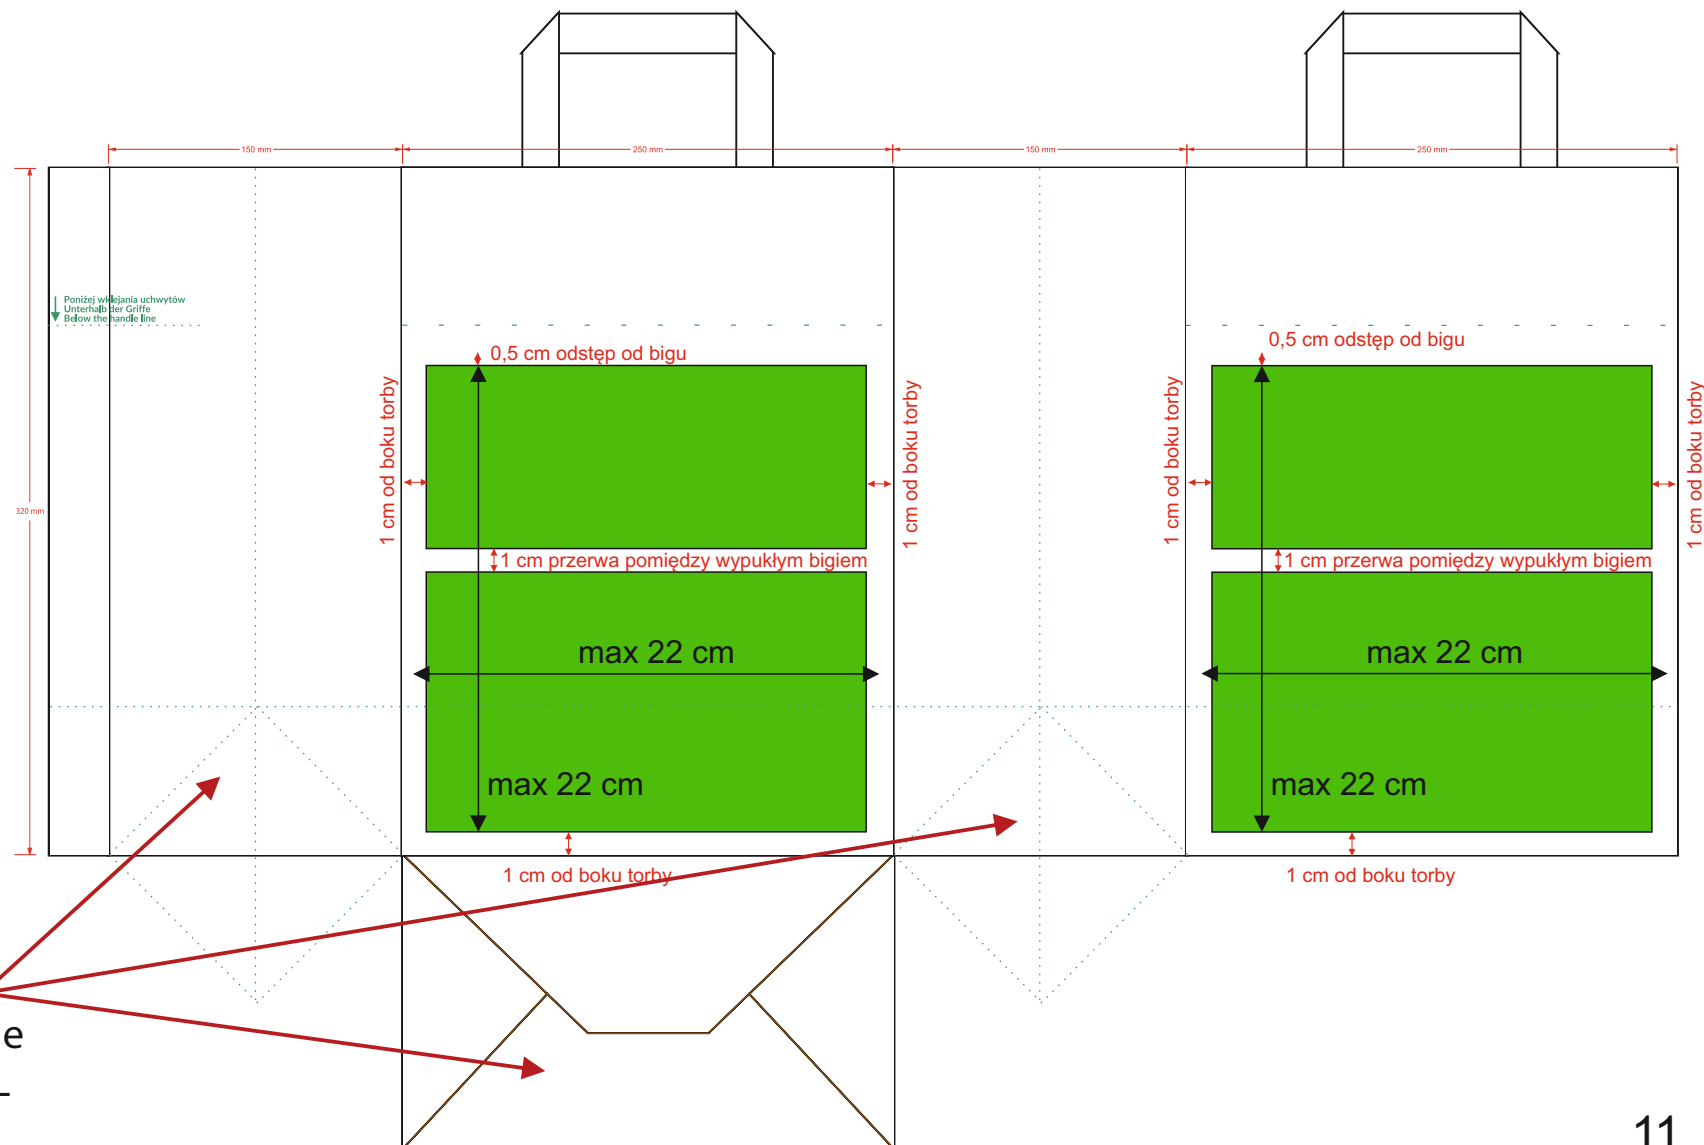 150 mm
250 mm
150 mm
250 mm
Poniżej wklejania uchwytów
Unterhalb der Griffe
Below the handle line
0,5 cm odstęp od bigu
0,5 cm odstęp od bigu
1 cm od boku torby
1 cm od boku torby
1 cm od boku torby
1 cm od boku torby
320 mm
1 cm przerwa pomiędzy wypukłym bigiem
1 cm przerwa pomiędzy wypukłym bigiem
max 22 cm
max 22 cm
max 22 cm
max 22 cm
1 cm od boku torby
1 cm od boku torby
e
-
11